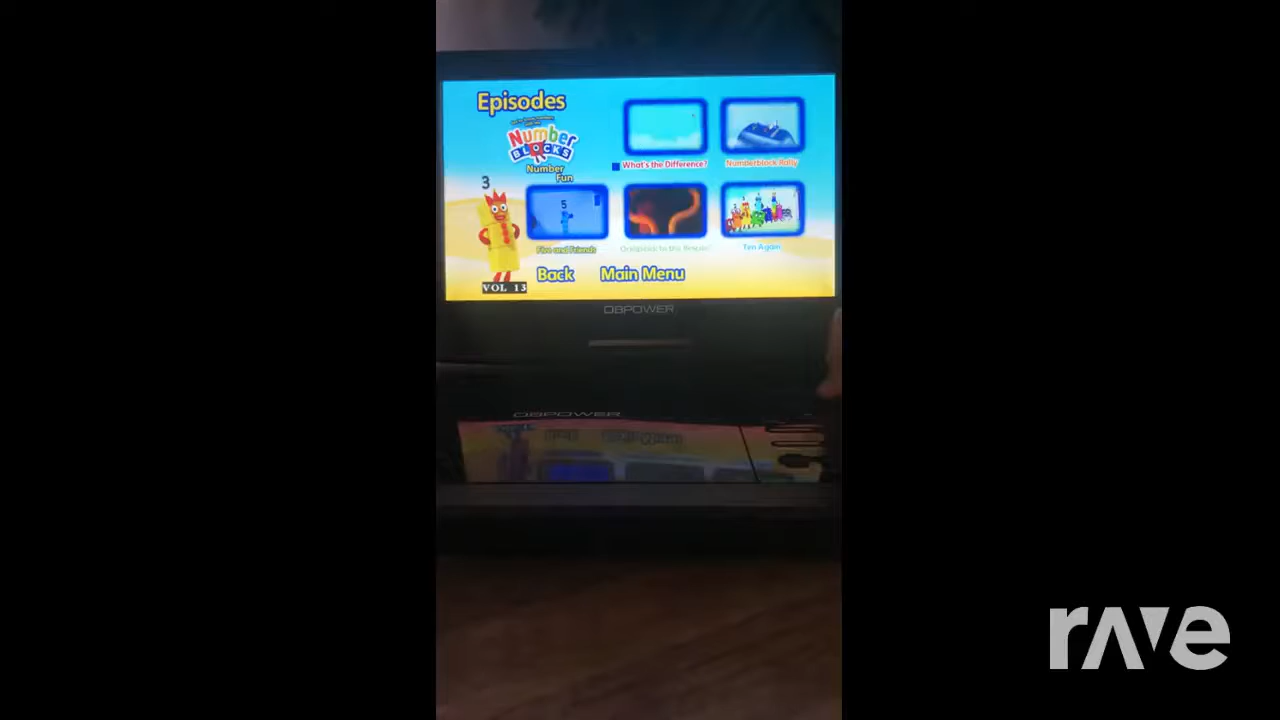 Episodes
Number
BLOCKS
Number
Fun
What's the Difference?
Numberblock Rally
3
5
Five and Friends
Octoblock to the Rescue!
Ten Again
Back
Main Menu
VOL 13
DBPOWER
DBPOWER
rave